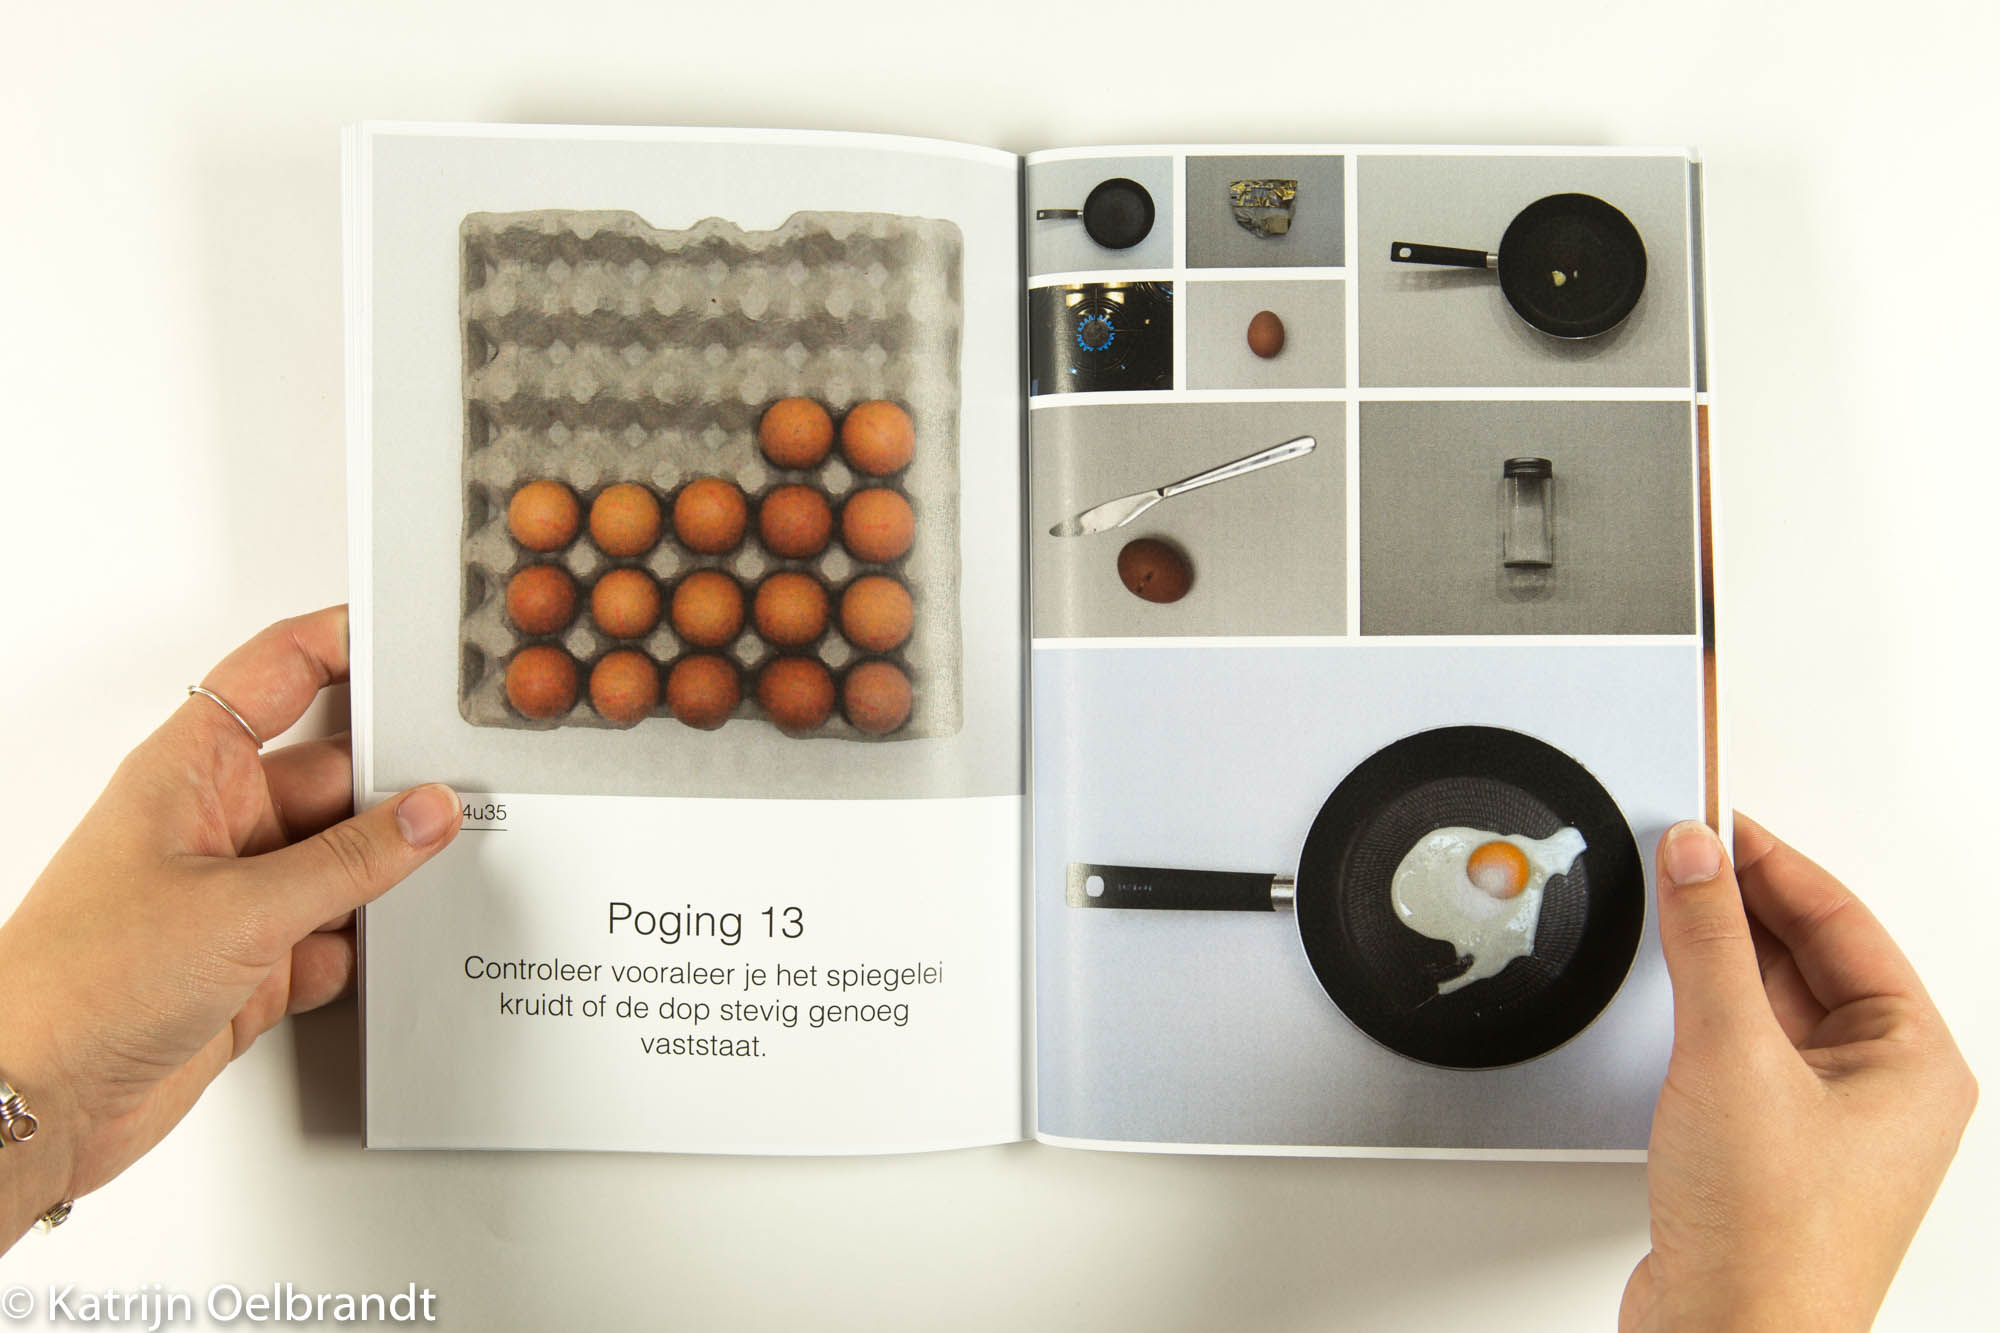 4u35
Poging 13
Controleer vooraleer je het spiegelei
kruidt of de dop stevig genoeg
vaststaat.
© Katrijn Oelbrandt